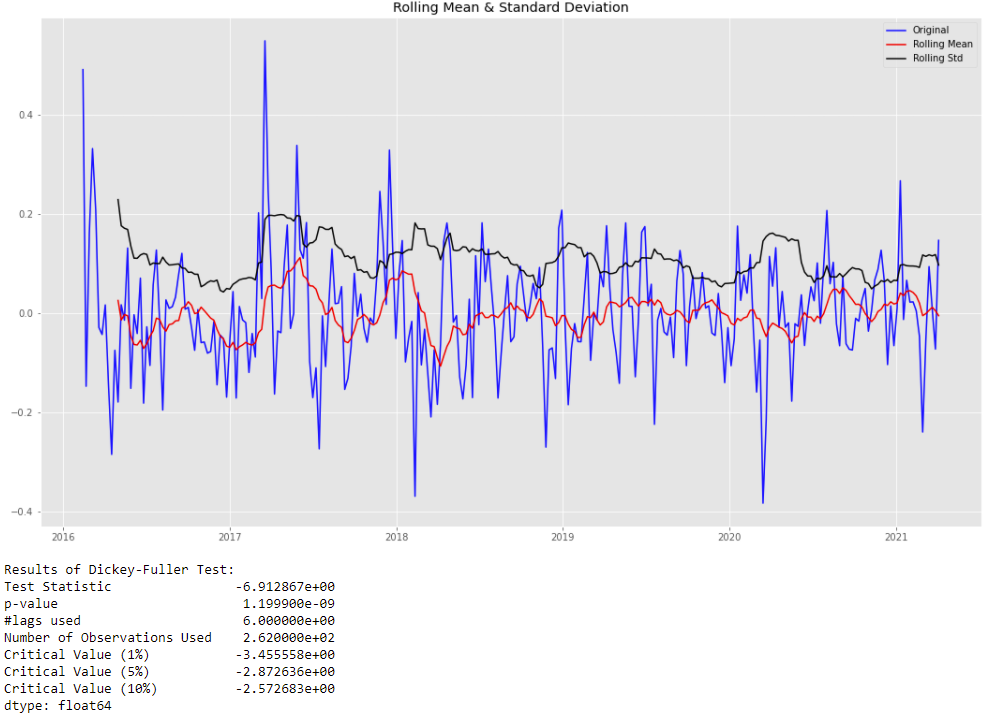 Rolling Mean & Standard Deviation
Original
Rolling Mean
Rolling Std
0.4
0.2
0.0
−0.2
−0.4
2016 2017 2018 2019 2020 2021
Results of Dickey-Fuller Test:
Test Statistic -6.912867e+00
p-value 1.199900e-09
#lags used 6.000000e+00
Number of Observations Used 2.620000e+02
Critical Value (1%) -3.455558e+00
Critical Value (5%) -2.872636e+00
Critical Value (10%) -2.572683e+00
dtype: float64